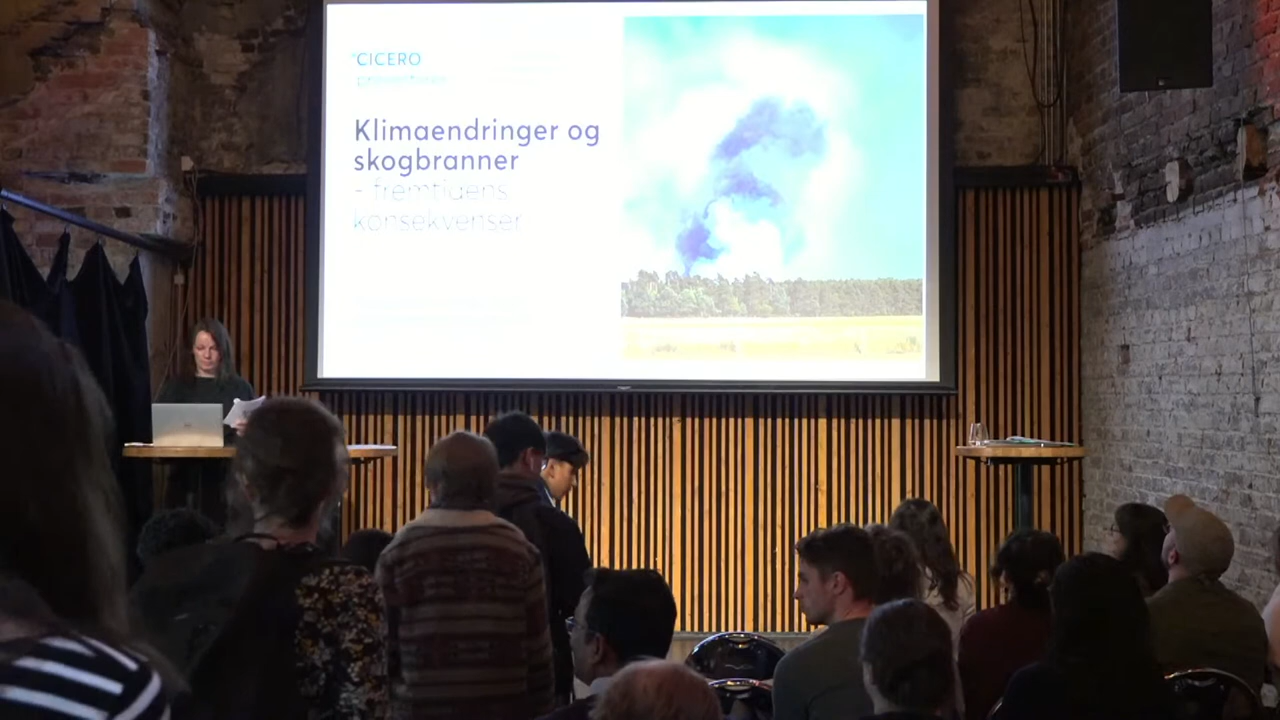 °CICERO
Klimaendringer og
skogbranner
- fremtidens
konsekvenser